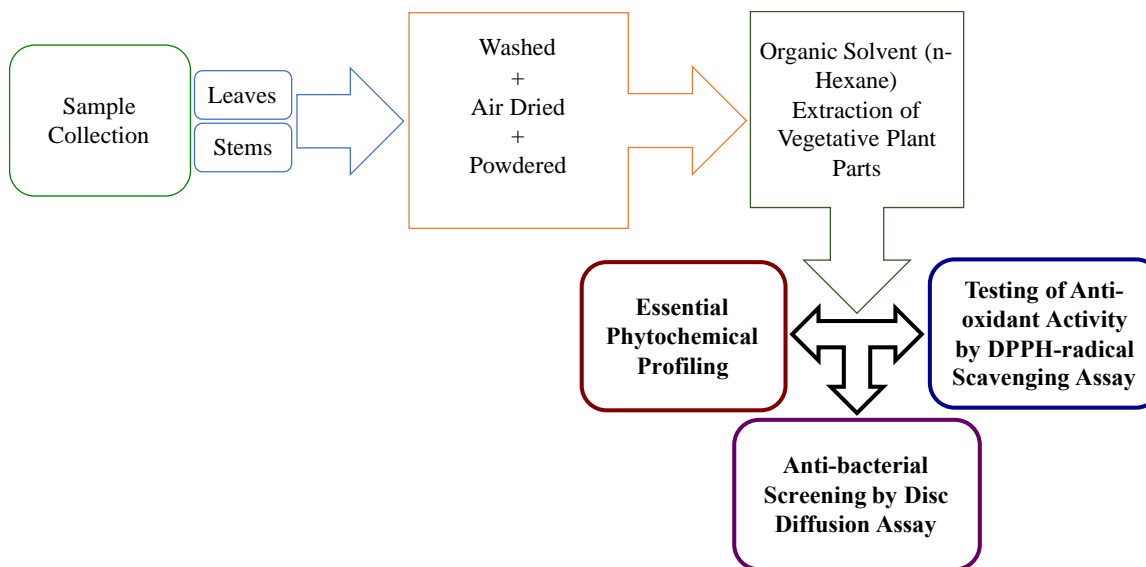 Sample
Collection
Leaves
Stems
Washed
+
Air Dried
+
Powdered
Organic Solvent (n-
Hexane)
Extraction of
Vegetative Plant
Parts
Essential
Phytochemical
Profiling
Testing of Anti-
oxidant Activity
by DPPH-radical
Scavenging Assay
Anti-bacterial
Screening by Disc
Diffusion Assay